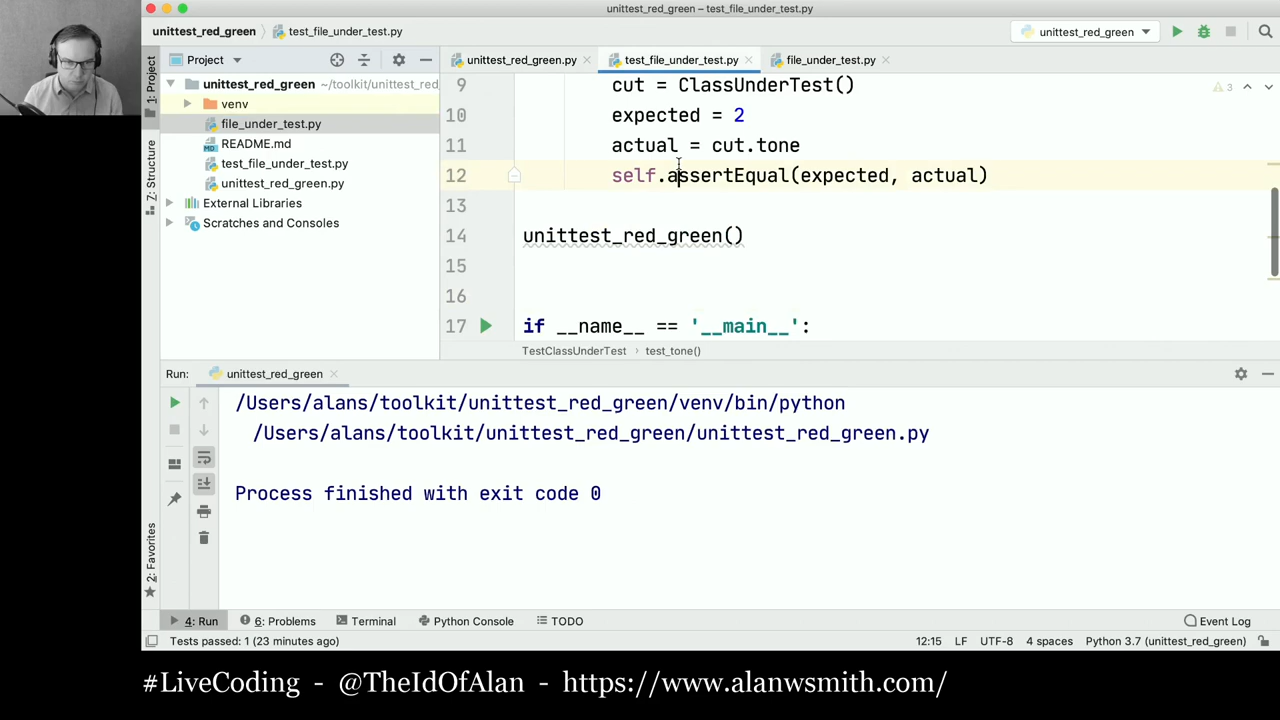 unittest_red_green – test_file_under_test.py
unittest_red_green
test_file_under_test.py
unittest_red_green
1: Project
Z: Structure
2: Favorites
Project
unittest_red_green ~/toolkit/unittest_red
venv
file_under_test.py
README.md
test_file_under_test.py
unittest_red_green.py
External Libraries
Scratches and Consoles
unittest_red_green.py
test_file_under_test.py
file_under_test.py
3
9 cut = ClassUnderTest()
10 expected = 2
11 actual = cut.tone
12 self.assertEqual(expected, actual)
13
14 unittest_red_green()
15
16
17 if __name__ == '__main__':
TestClassUnderTest
test_tone()
Run: unittest_red_green
/Users/alans/toolkit/unittest_red_green/venv/bin/python
/Users/alans/toolkit/unittest_red_green/unittest_red_green.py
Process finished with exit code 0
4: Run
6: Problems
Terminal
Python Console
TODO
Event Log
Tests passed: 1 (23 minutes ago)
12:15 LF UTF-8 4 spaces Python 3.7 (unittest_red_green)
#LiveCoding - @TheIdOfAlan - https://www.alanwsmith.com/